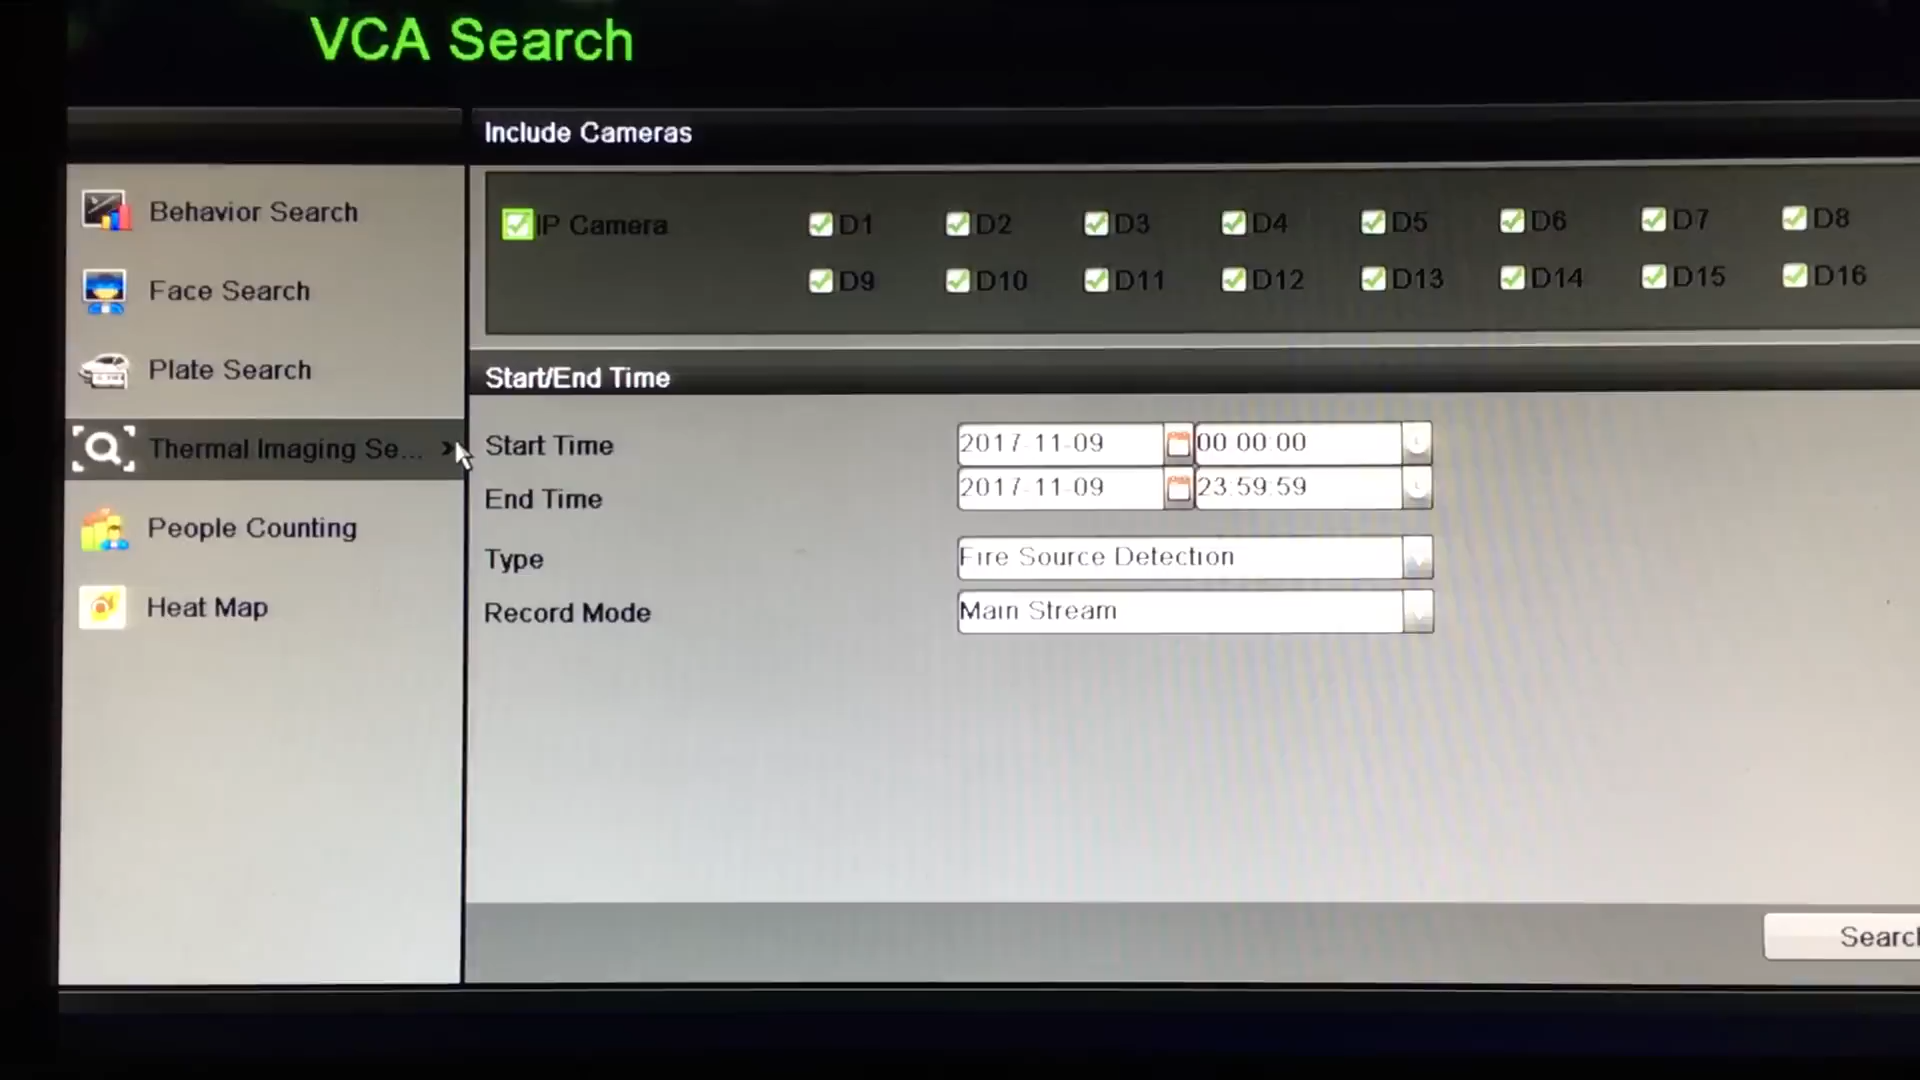 VCA Search
Include Cameras
Behavior Search
Face Search
Plate Search
Thermal Imaging Se...
People Counting
Heat Map
IP Camera D1 D2 D3 D4 D5 D6 D7 D8
D9 D10 D11 D12 D13 D14 D15 D16
Start/End Time
Start Time 2017-11-09 00:00:00
End Time 2017-11-09 23:59:59
Type Fire Source Detection
Record Mode Main Stream
Search